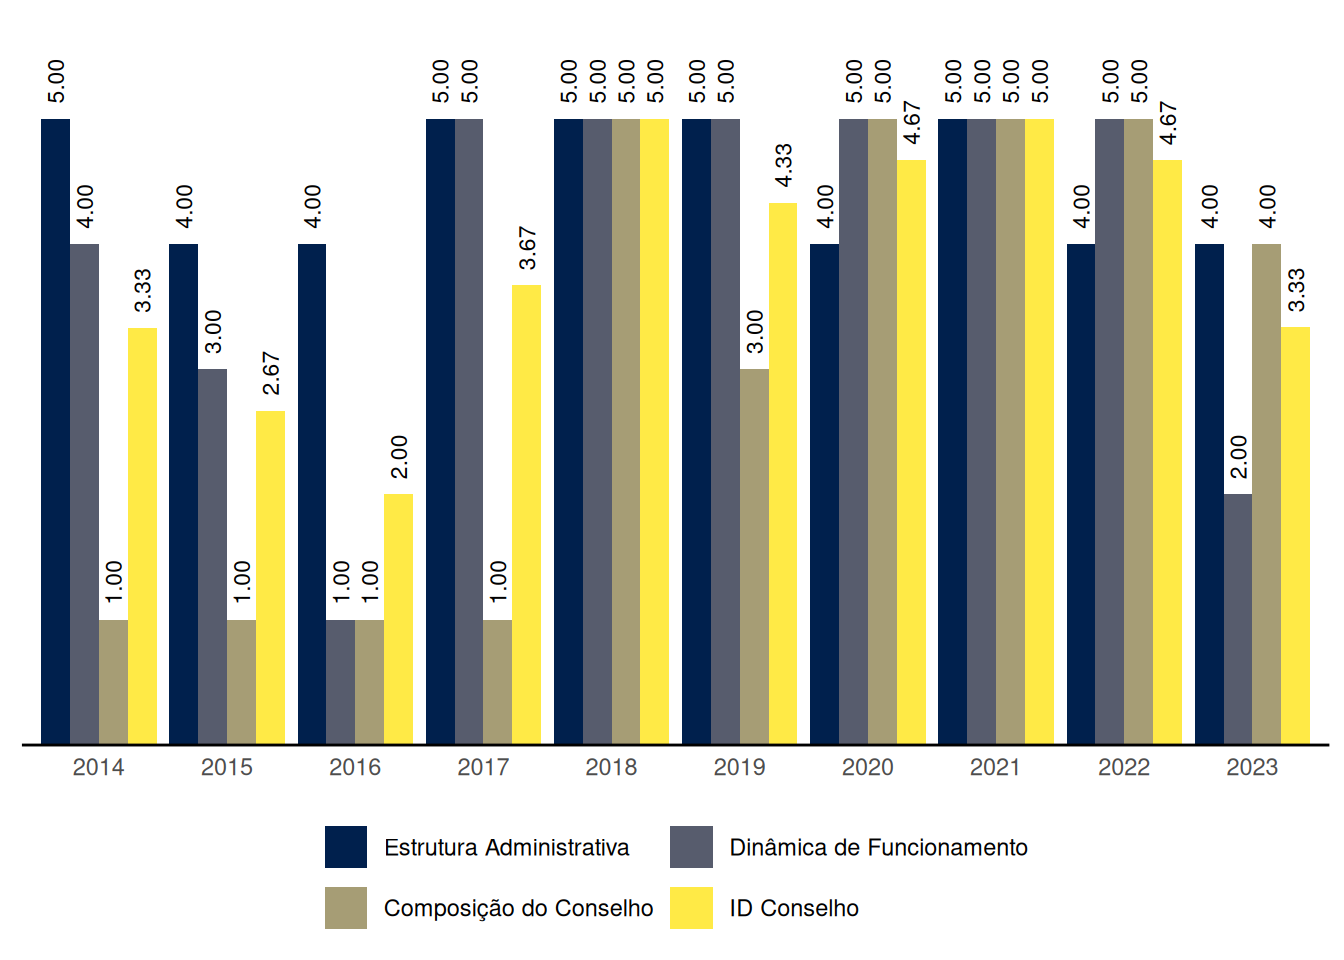 5.00 4.00 1.00 3.33 4.00 3.00 1.00 2.67 4.00 1.00 1.00 2.00 5.00 5.00 1.00 3.67 5.00 5.00 5.00 5.00 5.00 5.00 3.00 4.33 4.00 5.00 5.00 4.67 5.00 5.00 5.00 5.00 4.00 5.00 5.00 4.67 4.00 2.00 4.00 3.33
2014 2015 2016 2017 2018 2019 2020 2021 2022 2023
Estrutura Administrativa Dinâmica de Funcionamento
Composição do Conselho ID Conselho